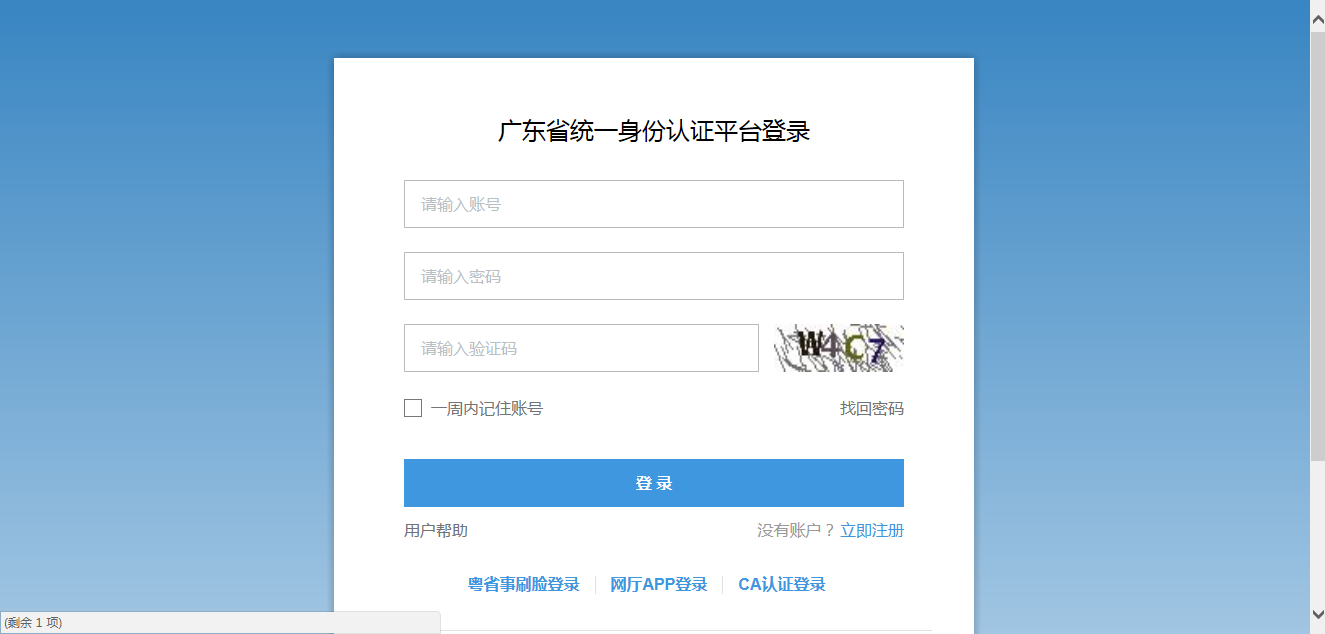 广东省统一身份认证平台登录
请输入账号
请输入密码
请输入验证码 W4C7
一周内记住账号 找回密码
登 录
用户帮助 没有账户？立即注册
粤省事刷脸登录 网厅APP登录 CA认证登录
(剩余 1 项)